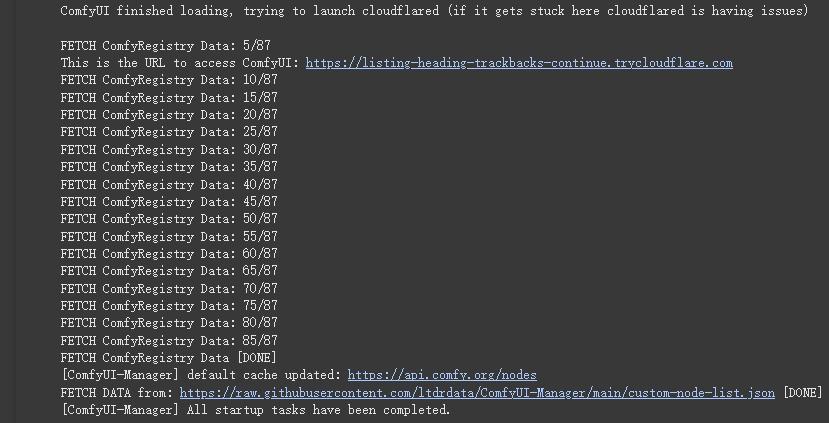 ComfyUI finished loading, trying to launch cloudflared (if it gets stuck here cloudflared is having issues)
FETCH ComfyRegistry Data: 5/87
This is the URL to access ComfyUI: https://listing-heading-trackbacks-continue.trycloudflare.com
FETCH ComfyRegistry Data: 10/87
FETCH ComfyRegistry Data: 15/87
FETCH ComfyRegistry Data: 20/87
FETCH ComfyRegistry Data: 25/87
FETCH ComfyRegistry Data: 30/87
FETCH ComfyRegistry Data: 35/87
FETCH ComfyRegistry Data: 40/87
FETCH ComfyRegistry Data: 45/87
FETCH ComfyRegistry Data: 50/87
FETCH ComfyRegistry Data: 55/87
FETCH ComfyRegistry Data: 60/87
FETCH ComfyRegistry Data: 65/87
FETCH ComfyRegistry Data: 70/87
FETCH ComfyRegistry Data: 75/87
FETCH ComfyRegistry Data: 80/87
FETCH ComfyRegistry Data: 85/87
FETCH ComfyRegistry Data [DONE]
[ComfyUI-Manager] default cache updated: https://api.comfy.org/nodes
FETCH DATA from: https://raw.githubusercontent.com/ltdrdata/ComfyUI-Manager/main/custom-node-list.json [DONE]
[ComfyUI-Manager] All startup tasks have been completed.